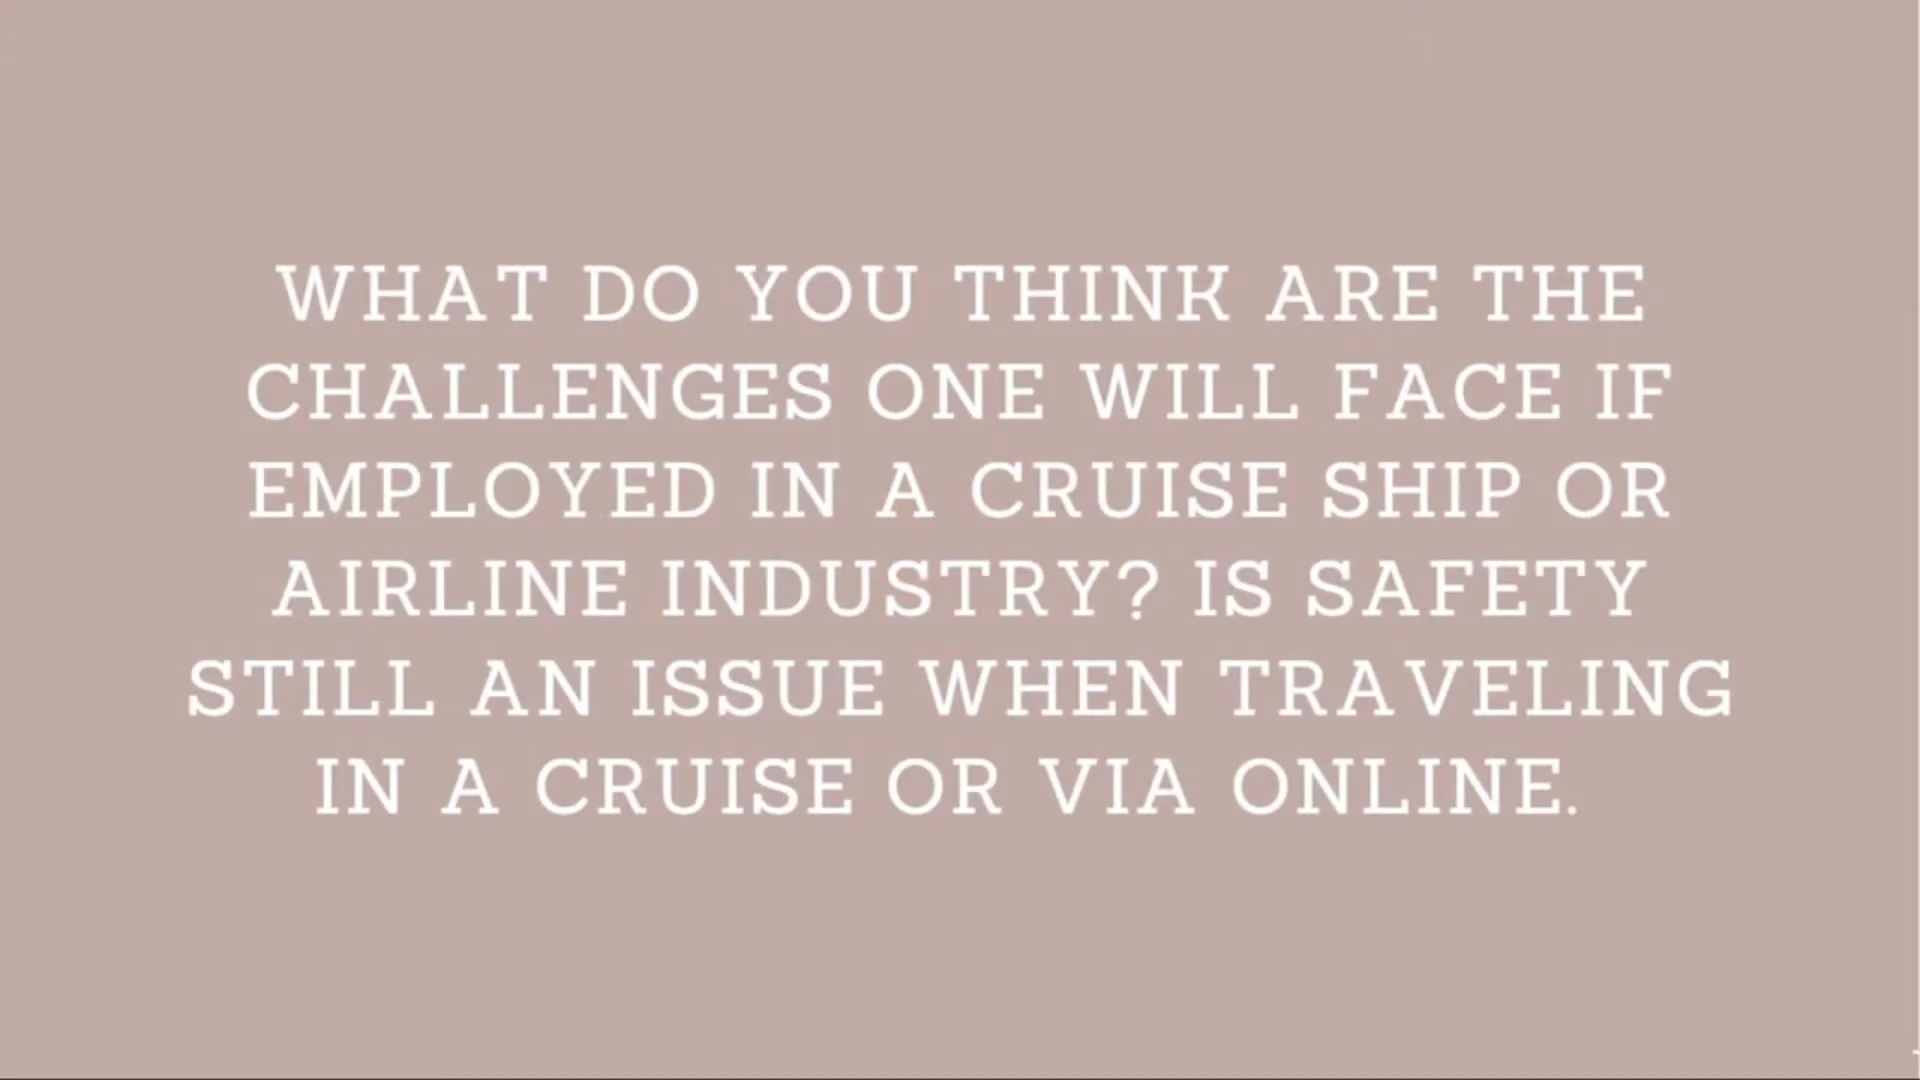 WHAT DO YOU THINK ARE THE
CHALLENGES ONE WILL FACE IF
EMPLOYED IN A CRUISE SHIP OR
AIRLINE INDUSTRY? IS SAFETY
STILL AN ISSUE WHEN TRAVELING
IN A CRUISE OR VIA ONLINE.